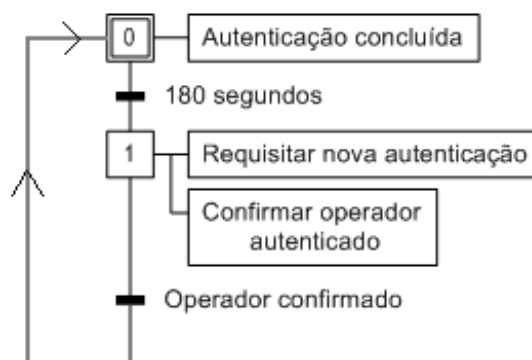 0
Autenticação concluída
180 segundos
1
Requisitar nova autenticação
Confirmar operador
autenticado
Operador confirmado